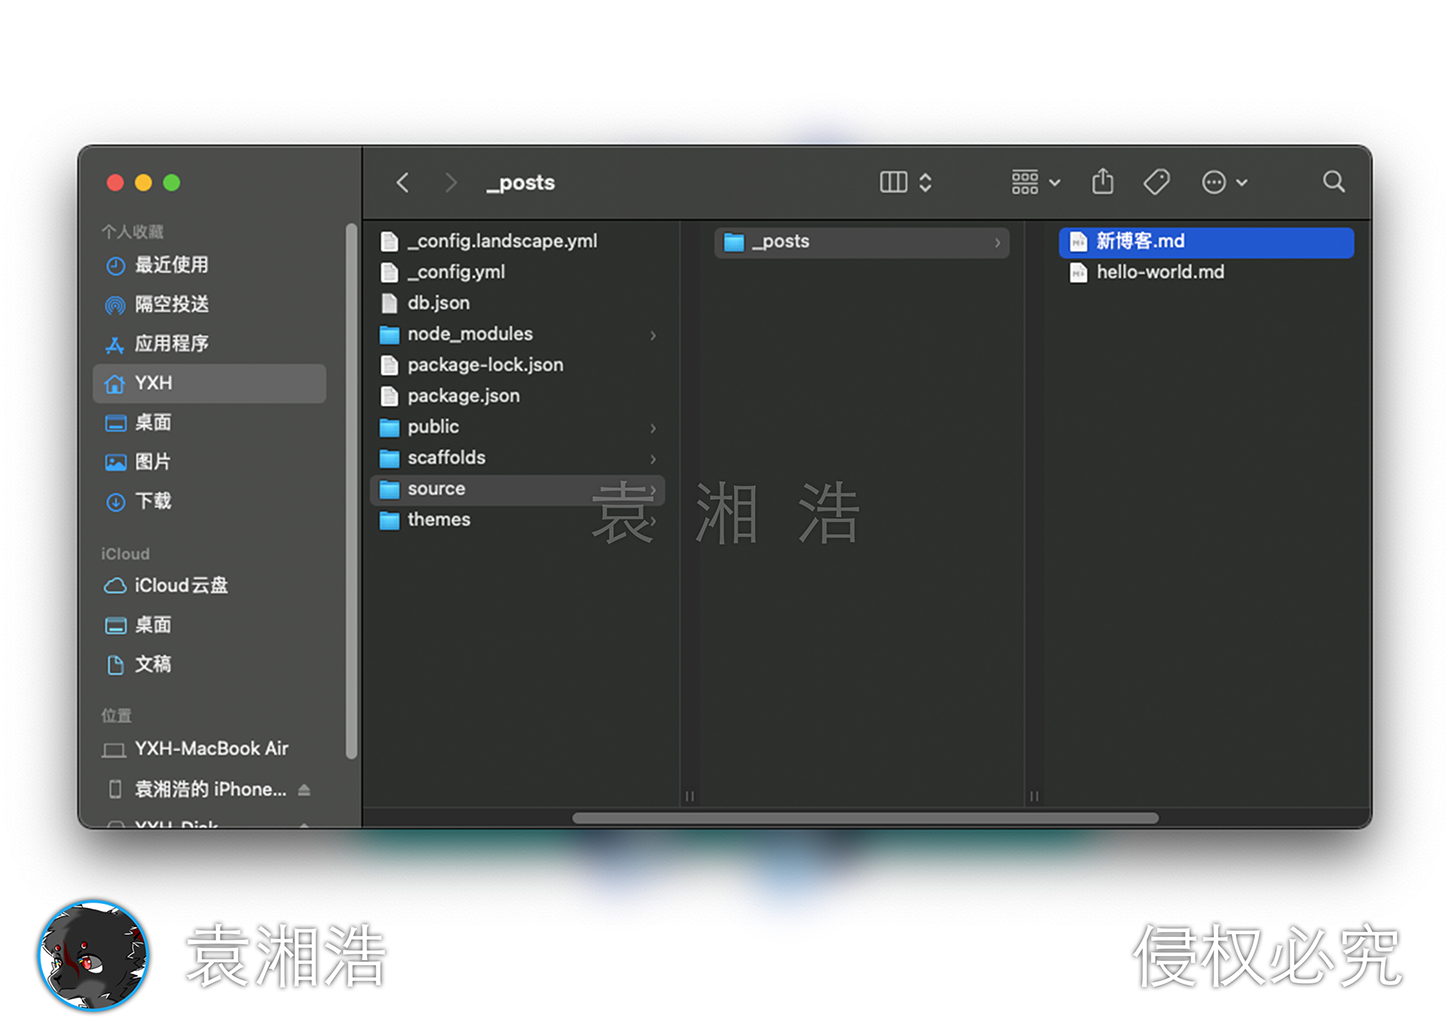 _posts
个人收藏
最近使用
隔空投送
应用程序
YXH
桌面
图片
下载
iCloud
iCloud云盘
桌面
文稿
位置
YXH-MacBook Air
袁湘浩的 iPhone...
YXH-Disk
_config.landscape.yml
_config.yml
db.json
node_modules
package-lock.json
package.json
public
scaffolds
source
themes
_posts
新博客.md
hello-world.md
袁湘浩
袁湘浩
侵权必究